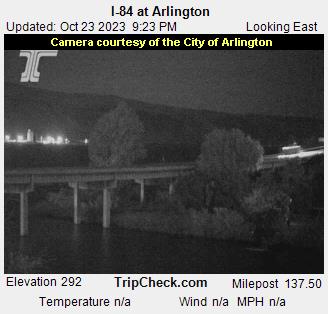 I-84 at Arlington
Updated: Oct 23 2023 9:23 PM Looking East
Camera courtesy of the City of Arlington
Elevation 292 TripCheck.com Milepost 137.50
Temperature n/a Wind n/a MPH n/a